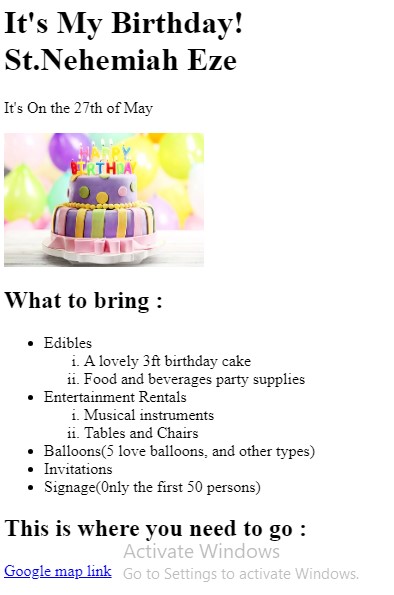 It's My Birthday!
St.Nehemiah Eze
It's On the 27th of May
HAPPY
BIRTHDAY
What to bring :
• Edibles
i. A lovely 3ft birthday cake
ii. Food and beverages party supplies
• Entertainment Rentals
i. Musical instruments
ii. Tables and Chairs
• Balloons(5 love balloons, and other types)
• Invitations
• Signage(0nly the first 50 persons)
This is where you need to go :
Activate Windows
Google map link
Go to Settings to activate Windows.